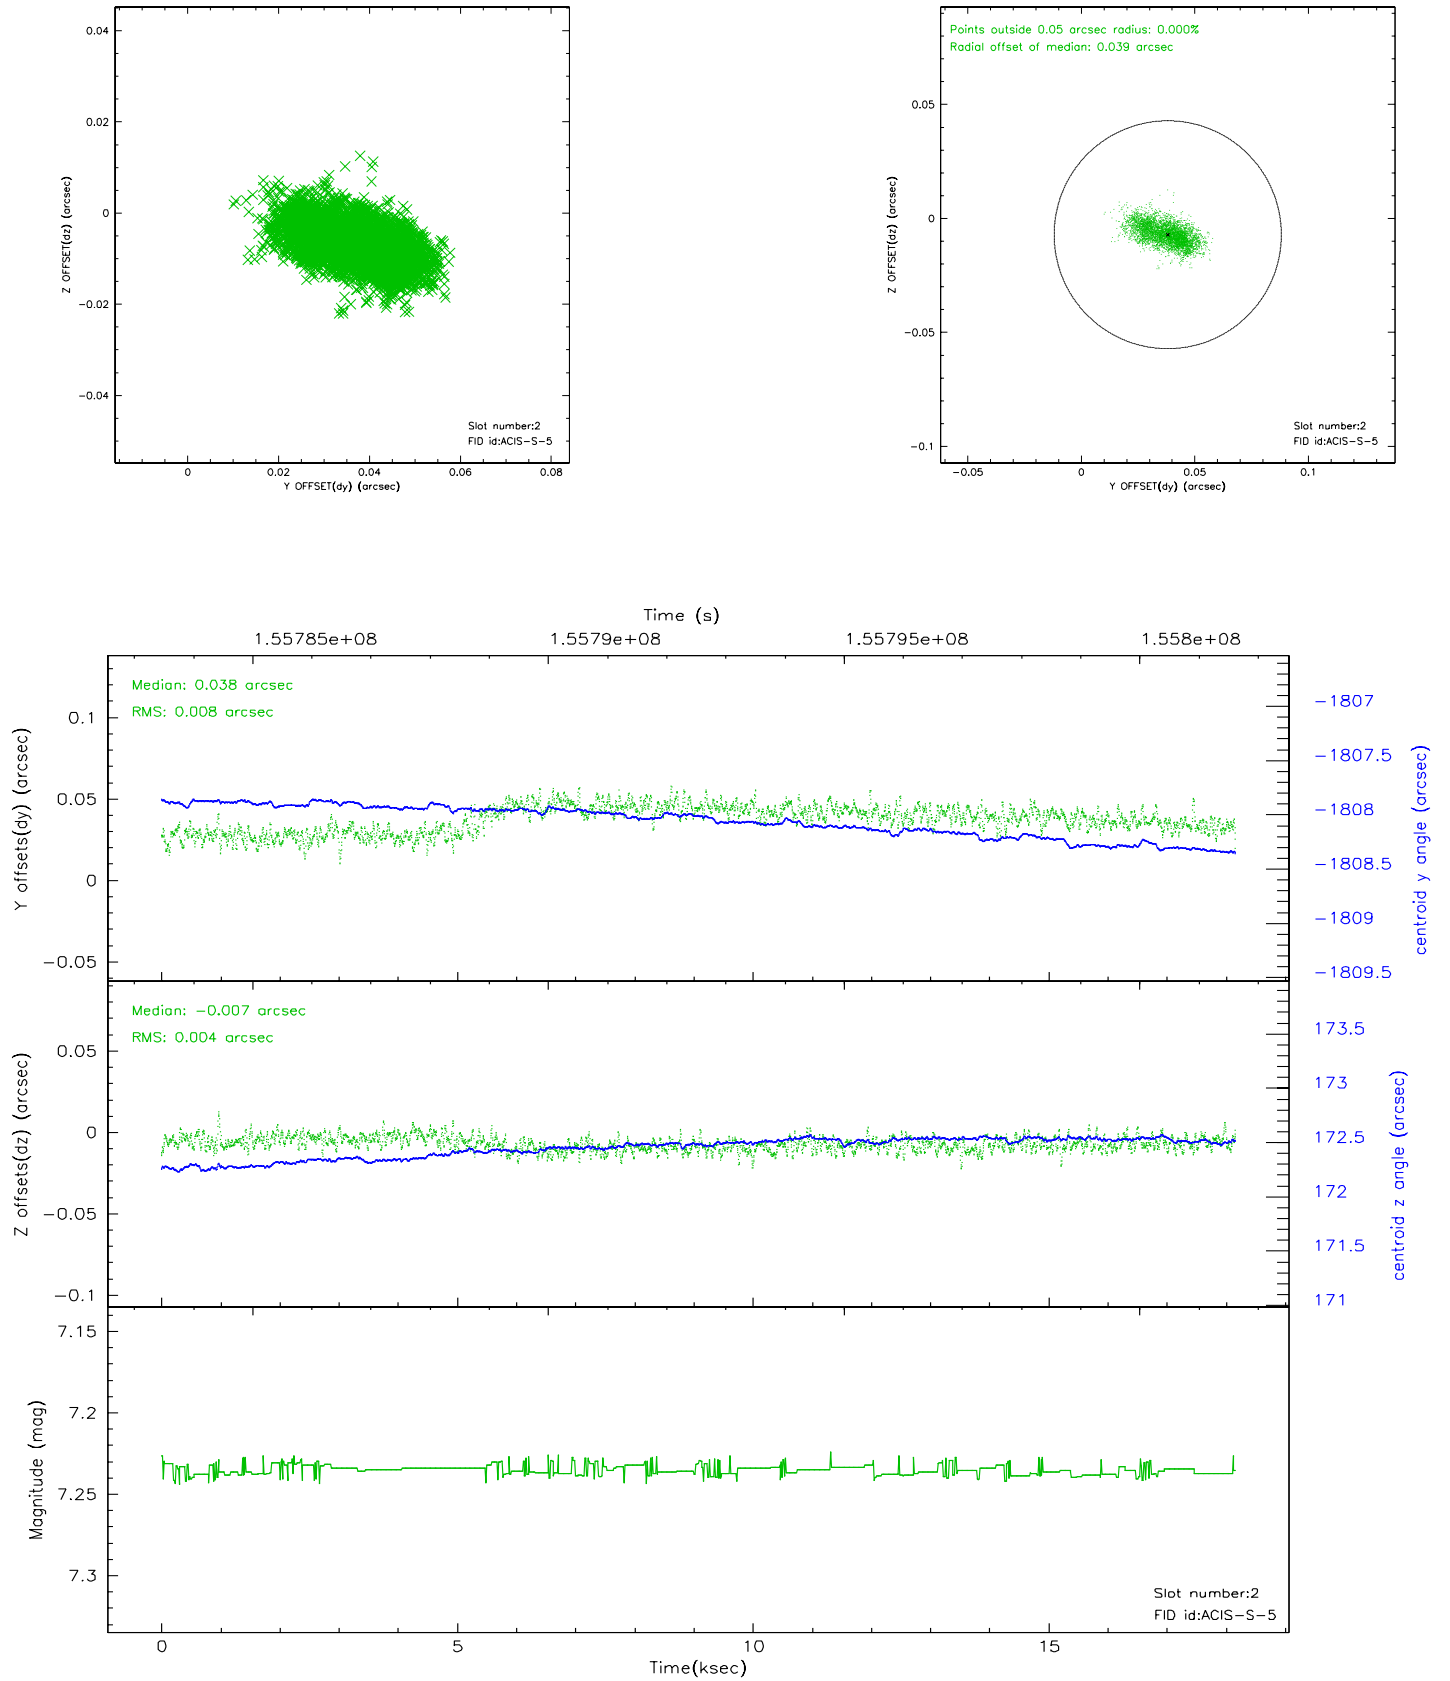 0.04
0.02
0
-0.02
-0.04
Z OFFSET(dz) (arcsec)
Slot number:2
FID id:ACIS-S-5
0 0.02 0.04 0.06 0.08
Y OFFSET(dy) (arcsec)
Points outside 0.05 arcsec radius: 0.000%
Radial offset of median: 0.039 arcsec
0.05
0
-0.05
-0.1
Z OFFSET(dz) (arcsec)
Slot number:2
FID id:ACIS-S-5
-0.05 0 0.05 0.1
Y OFFSET(dy) (arcsec)
Time (s)
1.55785e+08 1.5579e+08 1.55795e+08 1.558e+08
Median: 0.038 arcsec
RMS: 0.008 arcsec
0.1
0.05
0
-0.05
Y offsets(dy) (arcsec)
-1807
-1807.5
-1808
-1808.5
-1809
-1809.5
centroid y angle (arcsec)
Median: -0.007 arcsec
RMS: 0.004 arcsec
0.05
0
-0.05
-0.1
Z offsets(dz) (arcsec)
173.5
173
172.5
172
171.5
171
centroid z angle (arcsec)
7.15
7.2
7.25
7.3
Magnitude (mag)
Slot number:2
FID id:ACIS-S-5
0 5 10 15
Time(ksec)